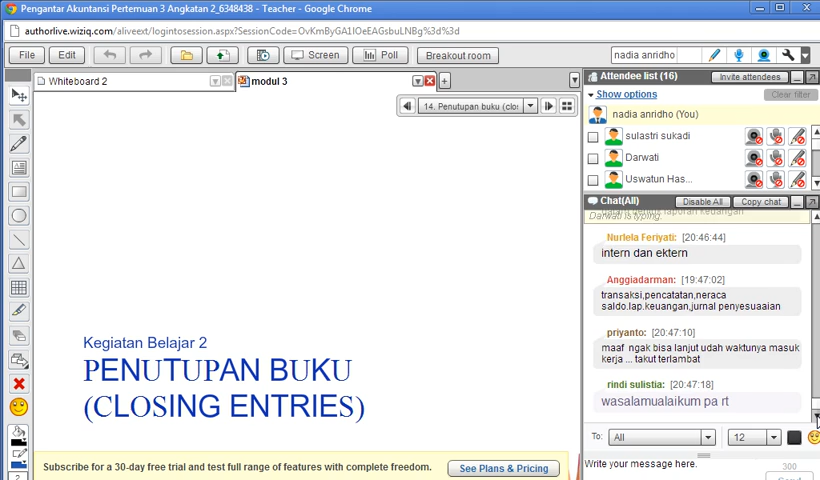 Pengantar Akuntansi Pertemuan 3 Angkatan 2_6348438 - Teacher - Google Chrome
authorlive.wiziq.com/aliveext/logintosession.aspx?SessionCode=OvKmByGA1IOeEAGsbuLNBg%3d%3d
File Edit Screen Poll Breakout room nadia anridho
Whiteboard 2 modul 3
14. Penutupan buku (clo:
Attendee list (16) Invite attendees
Show options Clear filter
nadia anridho (You)
sulastri sukadi
Darwati
Uswatun Has...
Chat(All) Disable All Copy chat
Darwati is typing.
Nurlela Feriyati: [20:46:44]
intern dan ektern
Anggiadarman: [19:47:02]
transaksi,pencatatan,neraca
saldo.lap.keuangan,jurnal penyesuaaian
priyanto: [20:47:10]
maaf ngak bisa lanjut udah waktunya masuk
kerja ... takut terlambat
rindi sulistia: [20:47:18]
wasalamualaikum pa rt
To: All 12
Write your message here.
300
Send
Kegiatan Belajar 2
PENUTUPAN BUKU
(CLOSING ENTRIES)
Subscribe for a 30-day free trial and test full range of features with complete freedom. See Plans & Pricing
2